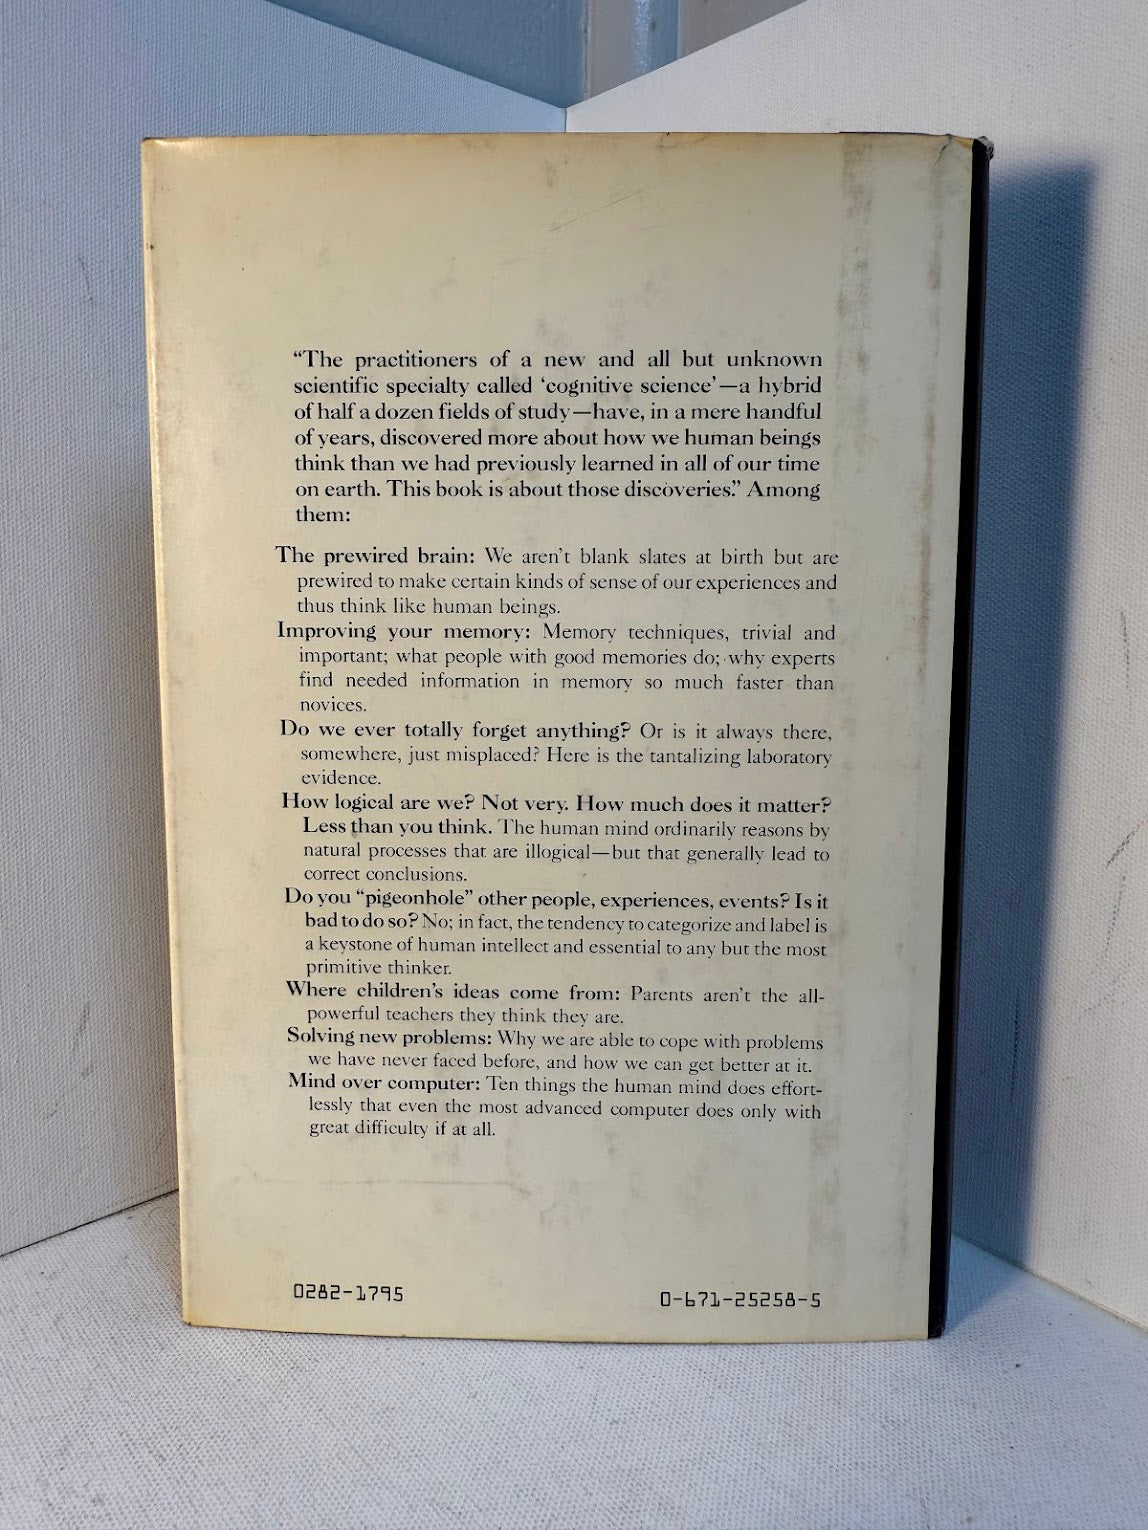 “The practitioners of a new and all but unknown
scientific specialty called ‘cognitive science’—a hybrid
of half a dozen fields of study—have, in a mere handful
of years, discovered more about how we human beings
think than we had previously learned in all of our time
on earth. This book is about those discoveries.” Among
them:
The prewired brain: We aren’t blank slates at birth but are
prewired to make certain kinds of sense of our experiences and
thus think like human beings.
Improving your memory: Memory techniques, trivial and
important; what people with good memories do; why experts
find needed information in memory so much faster than
novices.
Do we ever totally forget anything? Or is it always there,
somewhere, just misplaced? Here is the tantalizing laboratory
evidence.
How logical are we? Not very. How much does it matter?
Less than you think. The human mind ordinarily reasons by
natural processes that are illogical—but that generally lead to
correct conclusions.
Do you “pigeonhole” other people, experiences, events? Is it
bad to do so? No; in fact, the tendency to categorize and label is
a keystone of human intellect and essential to any but the most
primitive thinker.
Where children’s ideas come from: Parents aren’t the all-
powerful teachers they think they are.
Solving new problems: Why we are able to cope with problems
we have never faced before, and how we can get better at it.
Mind over computer: Ten things the human mind does effort-
lessly that even the most advanced computer does only with
great difficulty if at all.
0282-1795
0-671-25258-5